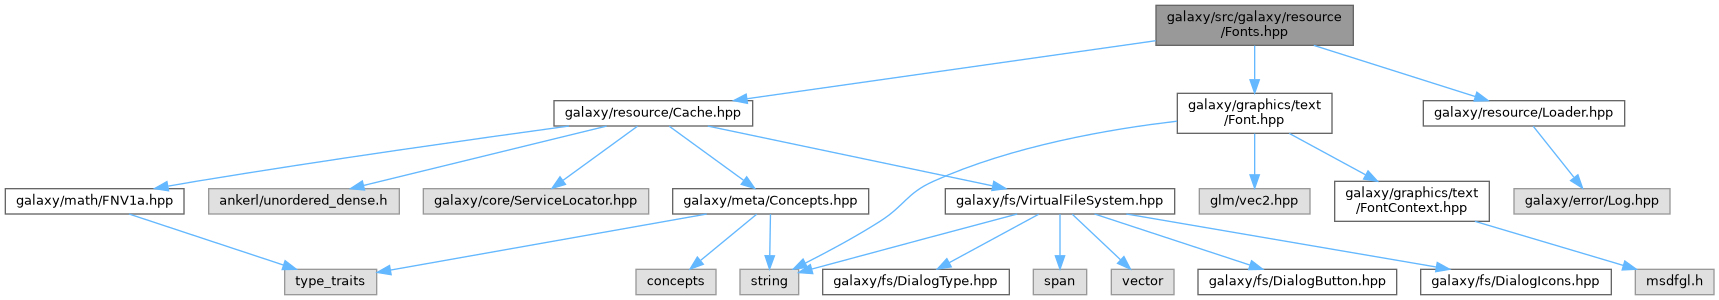 galaxy/src/galaxy/resource
/Fonts.hpp
galaxy/resource/Cache.hpp
galaxy/graphics/text
/Font.hpp
galaxy/resource/Loader.hpp
galaxy/math/FNV1a.hpp
ankerl/unordered_dense.h
galaxy/core/ServiceLocator.hpp
galaxy/meta/Concepts.hpp
galaxy/fs/VirtualFileSystem.hpp
glm/vec2.hpp
galaxy/graphics/text
/FontContext.hpp
galaxy/error/Log.hpp
type_traits
concepts
string
galaxy/fs/DialogType.hpp
span
vector
galaxy/fs/DialogButton.hpp
galaxy/fs/DialogIcons.hpp
msdfgl.h